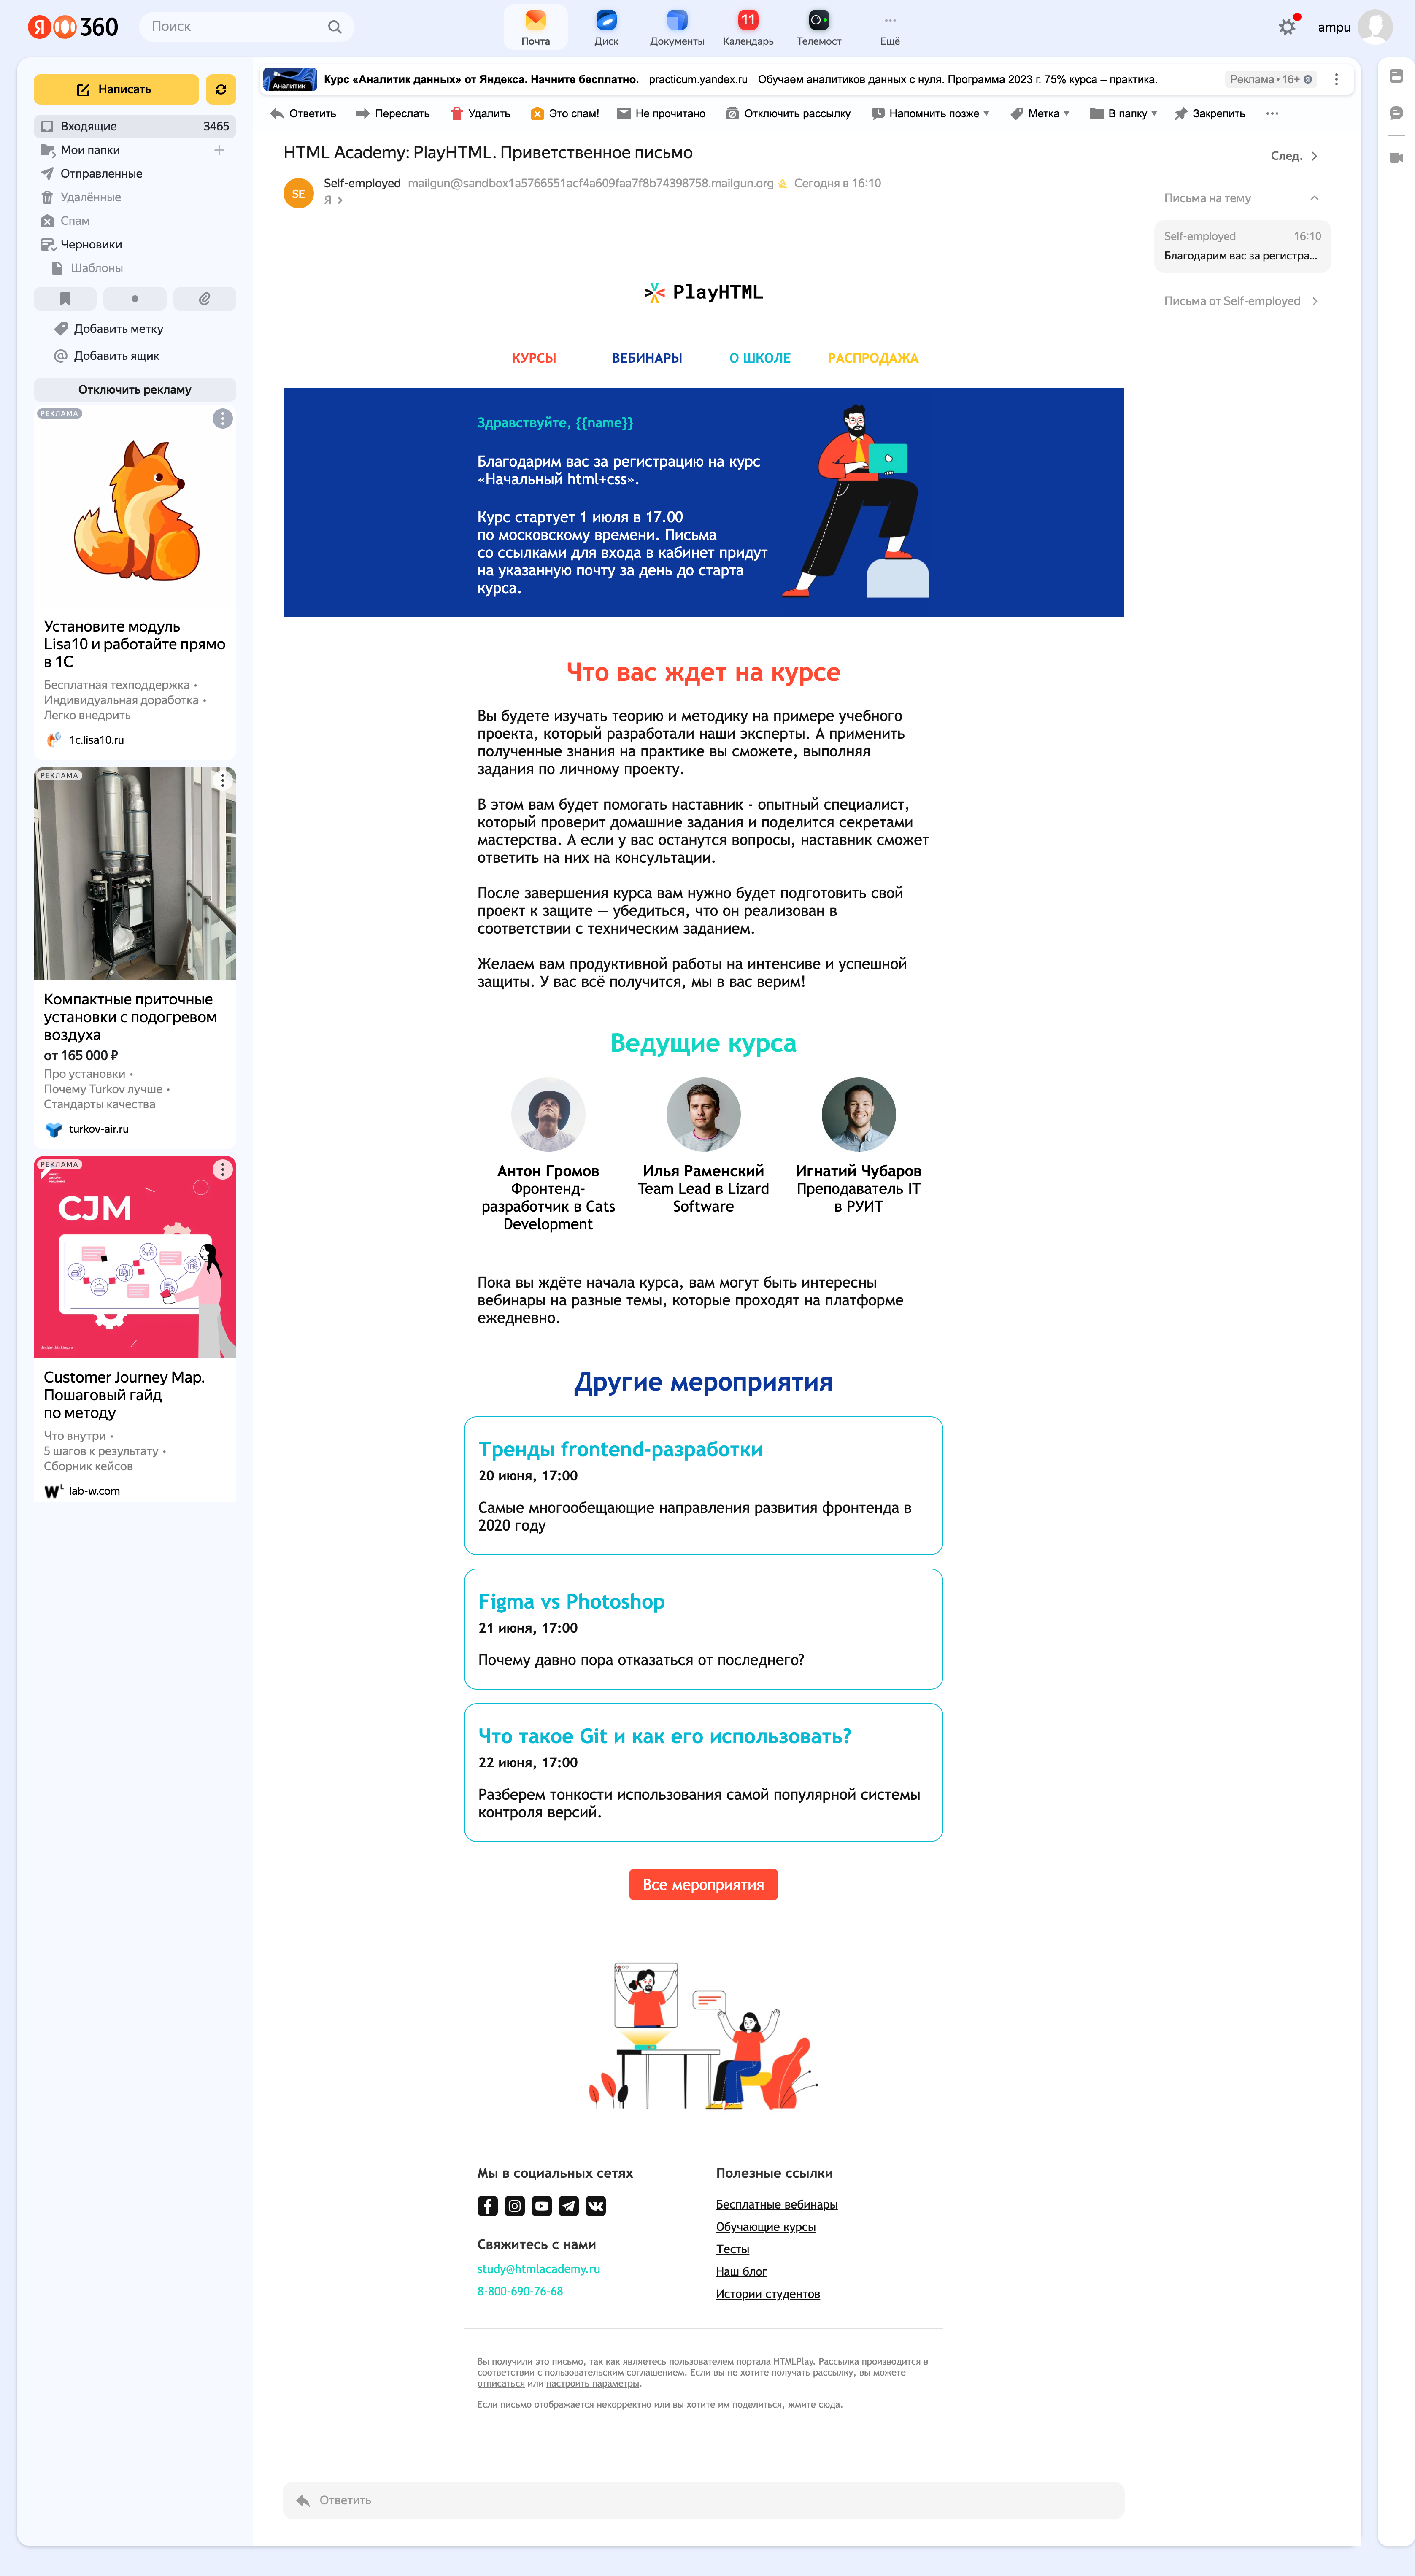 Я 360
Поиск
Почта
Диск
Документы
11
Календарь
Телемост
Ещё
ampu
Написать
Входящие 3465
Мои папки
Отправленные
Удалённые
Спам
Черновики
Шаблоны
Добавить метку
Добавить ящик
Отключить рекламу
РЕКЛАМА
Установите модуль
Lisa10 и работайте прямо
в 1С
Бесплатная техподдержка •
Индивидуальная доработка •
Легко внедрить
1c.lisa10.ru
РЕКЛАМА
Компактные приточные
установки с подогревом
воздуха
от 165 000 ₽
Про установки •
Почему Turkov лучше •
Стандарты качества
turkov-air.ru
РЕКЛАМА
CJM
Customer Journey Map.
Пошаговый гайд
по методу
Что внутри •
5 шагов к результату •
Сборник кейсов
lab-w.com
Аналитик
Курс «Аналитик данных» от Яндекса. Начните бесплатно. practicum.yandex.ru Обучаем аналитиков данных с нуля. Программа 2023 г. 75% курса – практика.
Реклама • 16+
Ответить Переслать Удалить Это спам! Не прочитано Отключить рассылку Напомнить позже Метка В папку Закрепить
HTML Academy: PlayHTML. Приветственное письмо
След.
SE
Self-employed mailgun@sandbox1a5766551acf4a609faa7f8b74398758.mailgun.org Сегодня в 16:10
Я
Письма на тему
Self-employed 16:10
Благодарим вас за регистра...
Письма от Self-employed
PlayHTML
КУРСЫ ВЕБИНАРЫ О ШКОЛЕ РАСПРОДАЖА
Здравствуйте, {{name}}
Благодарим вас за регистрацию на курс
«Начальный html+css».
Курс стартует 1 июля в 17.00
по московскому времени. Письма
со ссылками для входа в кабинет придут
на указанную почту за день до старта
курса.
Что вас ждет на курсе
Вы будете изучать теорию и методику на примере учебного
проекта, который разработали наши эксперты. А применить
полученные знания на практике вы сможете, выполняя
задания по личному проекту.
В этом вам будет помогать наставник - опытный специалист,
который проверит домашние задания и поделится секретами
мастерства. А если у вас останутся вопросы, наставник сможет
ответить на них на консультации.
После завершения курса вам нужно будет подготовить свой
проект к защите — убедиться, что он реализован в
соответствии с техническим заданием.
Желаем вам продуктивной работы на интенсиве и успешной
защиты. У вас всё получится, мы в вас верим!
Ведущие курса
Антон Громов
Фронтенд-
разработчик в Cats
Development
Илья Раменский
Team Lead в Lizard
Software
Игнатий Чубаров
Преподаватель IT
в РУИТ
Пока вы ждёте начала курса, вам могут быть интересны
вебинары на разные темы, которые проходят на платформе
ежедневно.
Другие мероприятия
Тренды frontend-разработки
20 июня, 17:00
Самые многообещающие направления развития фронтенда в
2020 году
Figma vs Photoshop
21 июня, 17:00
Почему давно пора отказаться от последнего?
Что такое Git и как его использовать?
22 июня, 17:00
Разберем тонкости использования самой популярной системы
контроля версий.
Все мероприятия
Мы в социальных сетях
Свяжитесь с нами
study@htmlacademy.ru
8-800-690-76-68
Полезные ссылки
Бесплатные вебинары
Обучающие курсы
Тесты
Наш блог
Истории студентов
Вы получили это письмо, так как являетесь пользователем портала HTMLPlay. Рассылка производится в
соответствии с пользовательским соглашением. Если вы не хотите получать рассылку, вы можете
отписаться или настроить параметры.
Если письмо отображается некорректно или вы хотите им поделиться, жмите сюда.
Ответить